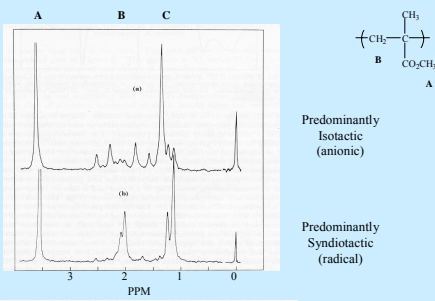 A B C
CH₃
(CH₂ C )
B
CO₂CH₃
A
(a)
Predominantly
Isotactic
(anionic)
(b)
Predominantly
Syndiotactic
(radical)
3 2 1 0
PPM